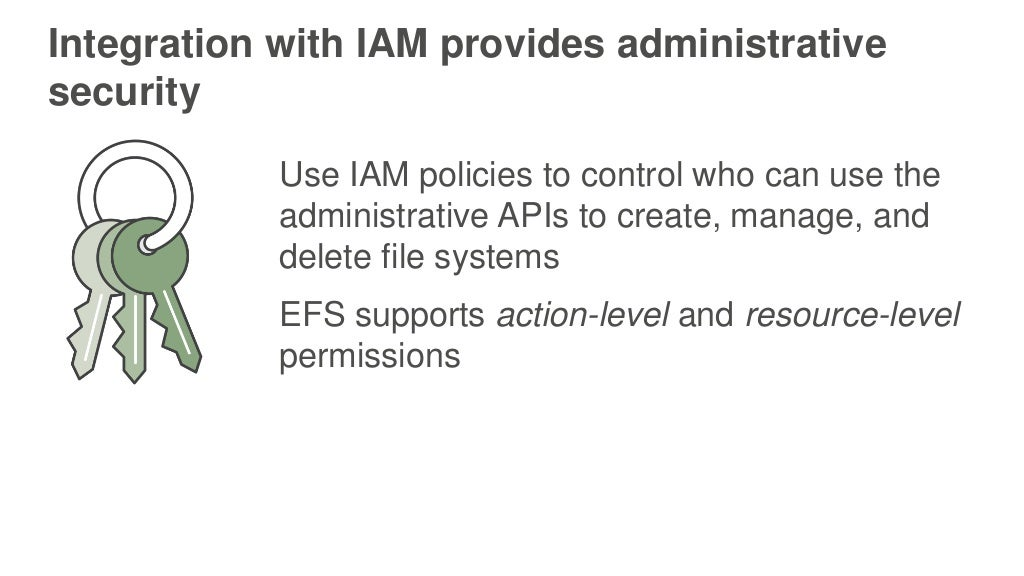 Integration with IAM provides administrative
security
Use IAM policies to control who can use the
administrative APIs to create, manage, and
delete file systems
EFS supports action-level and resource-level
permissions